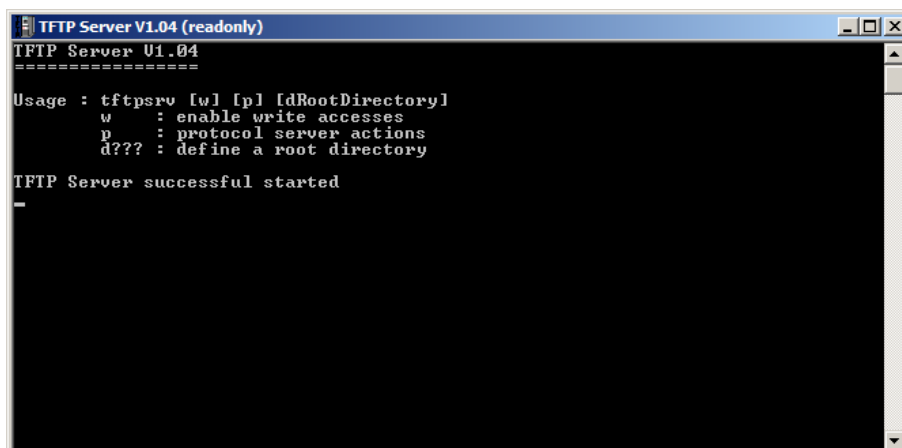 TFTP Server V1.04 (readonly)
TFTP Server V1.04
=================
Usage : tftpsrv [w] [p] [dRootDirectory]
w    : enable write accesses
p    : protocol server actions
d??? : define a root directory
TFTP Server successful started